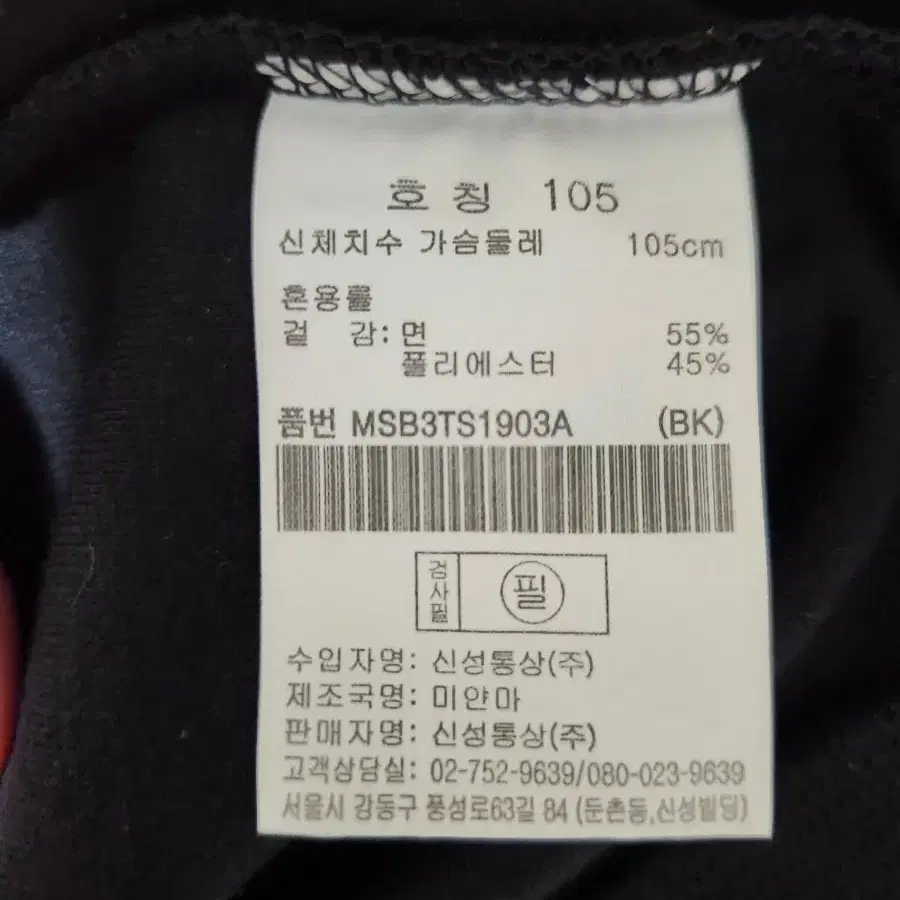 호 칭 105
신체치수 가슴둘레 105cm
혼용률
겉 감: 면 55%
폴리에스터 45%
품번 MSB3TS1903A (BK)
검사필 필
수입자명: 신성통상(주)
제조국명: 미얀마
판매자명: 신성통상(주)
고객상담실: 02-752-9639/080-023-9639
서울시 강동구 풍성로63길 84 (둔촌동,신성빌딩)